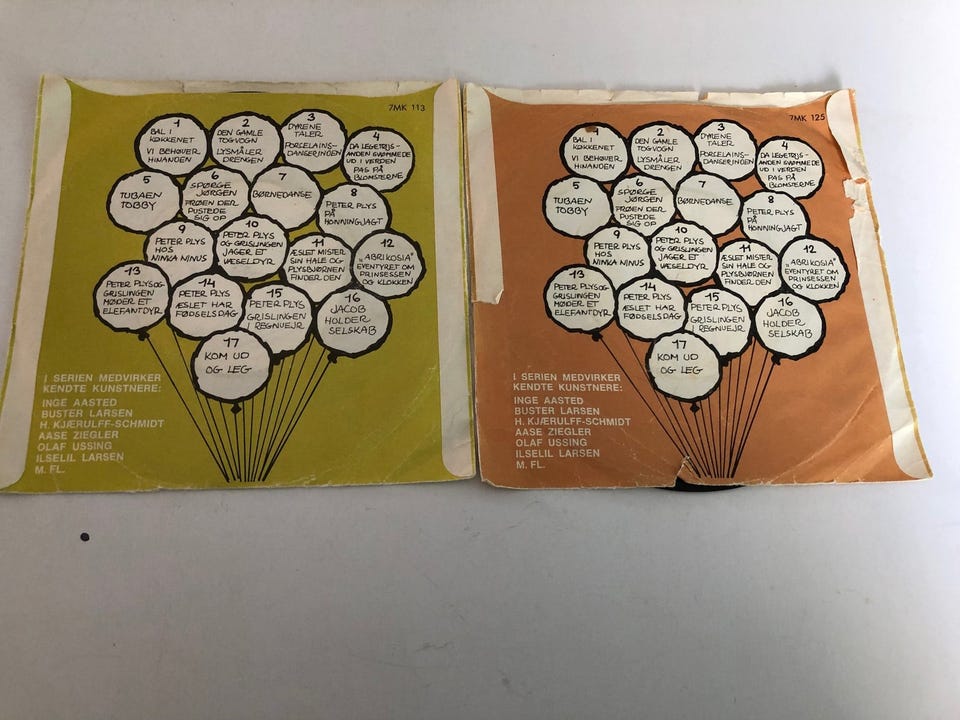 7MK 113
1
BAL I
KØKKENET
VI BEHØVER
HINANDEN
2
DEN GAMLE
TOGVOGN
LYSMÅLER
DRENGEN
3
DYRENE
TALER
PORCELAINS-
DANSERINDEN
4
DA LEGETØJS-
ANDEN SVØMMEDE
UD I VERDEN
PAS PÅ
BLOMSTERNE
5
TUBAEN
TOBBY
6
SPØRGE
JØRGEN
FRØEN DER
PUSTEDE
SIG OP
7
BØRNEDANSE
8
PETER PLYS
PÅ
HONNINGJAGT
9
PETER PLYS
HOS
NINKA NINUS
10
PETER PLYS
OG GRISLINGEN
JAGER ET
VÆSELDYR
11
ÆSLET MISTER
SIN HALE OG
PLYSBJØRNEN
FINDER DEN
12
"ABRIKOSIA"
EVENTYRET OM
PRINSESSEN
OG KLOKKEN
13
PETER PLYS OG
GRISLINGEN
MØDER ET
ELEFANTDYR
14
PETER PLYS
ÆSLET HAR
FØDSELSDAG
15
PETER PLYS
GRISLINGEN
I REGNVEJR
16
JACOB
HOLDER
SELSKAB
17
KOM UD
OG LEG
I SERIEN MEDVIRKER
KENDTE KUNSTNERE:
INGE AASTED
BUSTER LARSEN
H. KJÆRULFF-SCHMIDT
AASE ZIEGLER
OLAF USSING
ILSELIL LARSEN
M. FL.
7MK 125
1
BAL I
KØKKENET
VI BEHØVER
HINANDEN
2
DEN GAMLE
TOGVOGN
LYSMÅLER
DRENGEN
3
DYRENE
TALER
PORCELAINS-
DANSERINDEN
4
DA LEGETØJS-
ANDEN SVØMMEDE
UD I VERDEN
PAS PÅ
BLOMSTERNE
5
TUBAEN
TOBBY
6
SPØRGE
JØRGEN
FRØEN DER
PUSTEDE
SIG OP
7
BØRNEDANSE
8
PETER PLYS
PÅ
HONNINGJAGT
9
PETER PLYS
HOS
NINKA NINUS
10
PETER PLYS
OG GRISLINGEN
JAGER ET
VÆSELDYR
11
ÆSLET MISTER
SIN HALE OG
PLYSBJØRNEN
FINDER DEN
12
"ABRIKOSIA"
EVENTYRET OM
PRINSESSEN
OG KLOKKEN
13
PETER PLYS OG
GRISLINGEN
MØDER ET
ELEFANTDYR
14
PETER PLYS
ÆSLET HAR
FØDSELSDAG
15
PETER PLYS
GRISLINGEN
I REGNVEJR
16
JACOB
HOLDER
SELSKAB
17
KOM UD
OG LEG
I SERIEN MEDVIRKER
KENDTE KUNSTNERE:
INGE AASTED
BUSTER LARSEN
H. KJÆRULFF-SCHMIDT
AASE ZIEGLER
OLAF USSING
ILSELIL LARSEN
M. FL.